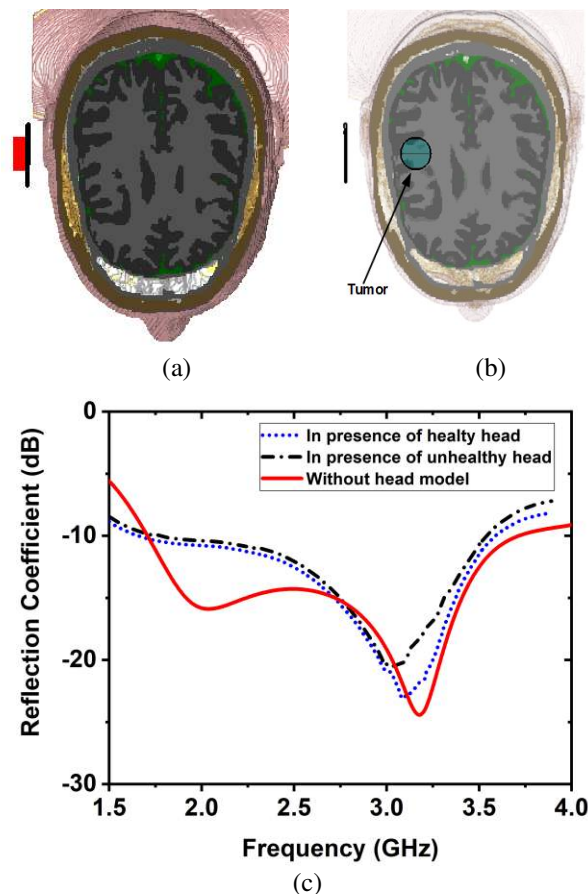 Tumor
(a)
(b)
0
-10
-20
-30
Reflection Coefficient (dB)
In presence of healty head
In presence of unhealthy head
Without head model
1.5
2.0
2.5
3.0
3.5
4.0
Frequency (GHz)
(c)